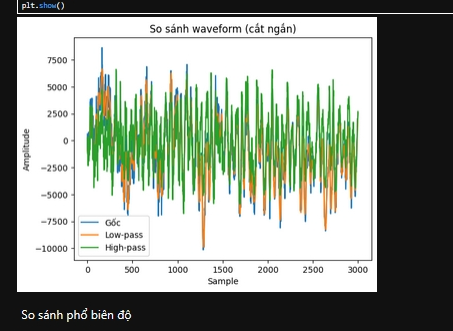 plt.show()
So sánh waveform (cắt ngắn)
7500
5000
2500
0
−2500
−5000
−7500
−10000
Amplitude
Gốc
Low-pass
High-pass
0 500 1000 1500 2000 2500 3000
Sample
So sánh phổ biên độ